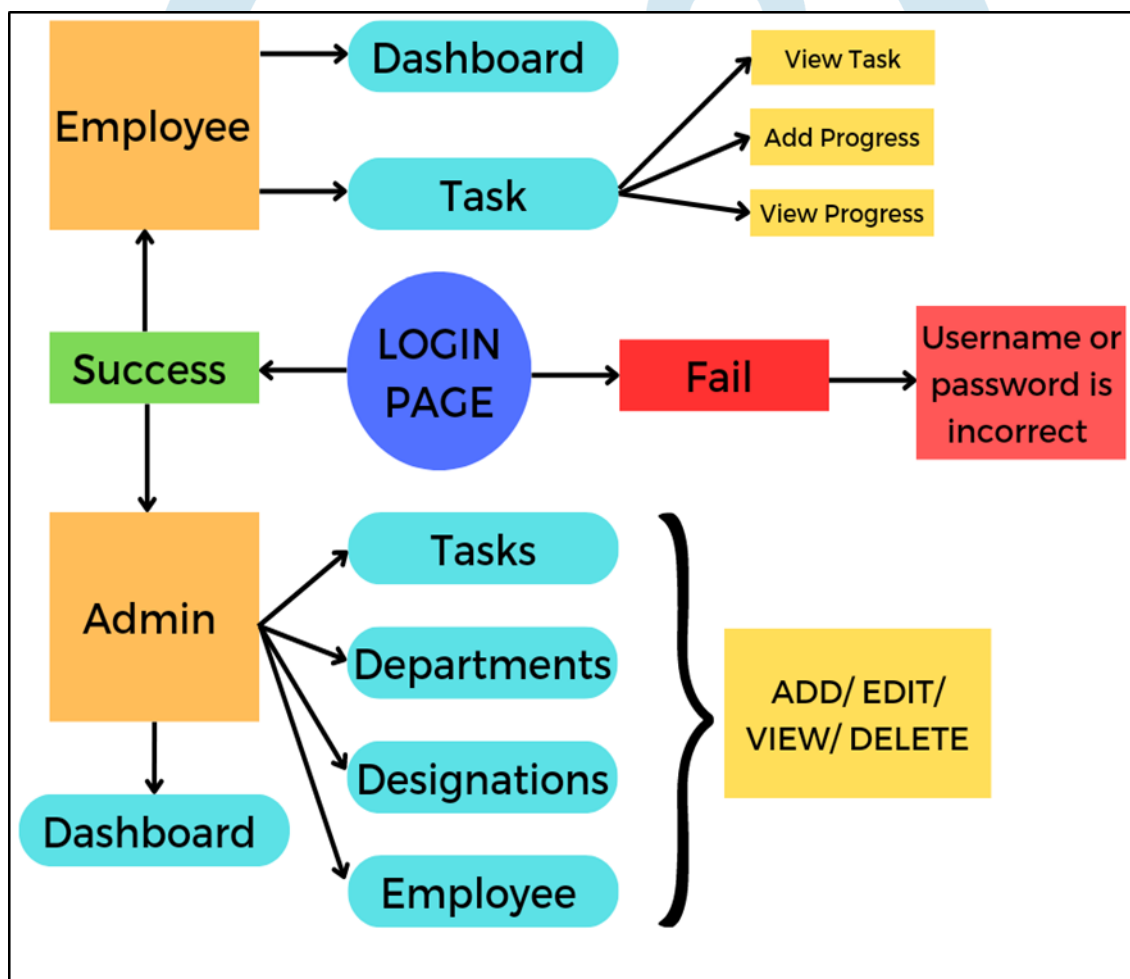 Dashboard
View Task
Employee
Add Progress
Task
View Progress
Success
LOGIN
PAGE
Fail
Username or
password is
incorrect
Tasks
Admin
Departments
ADD/ EDIT/
VIEW/ DELETE
Designations
Dashboard
Employee